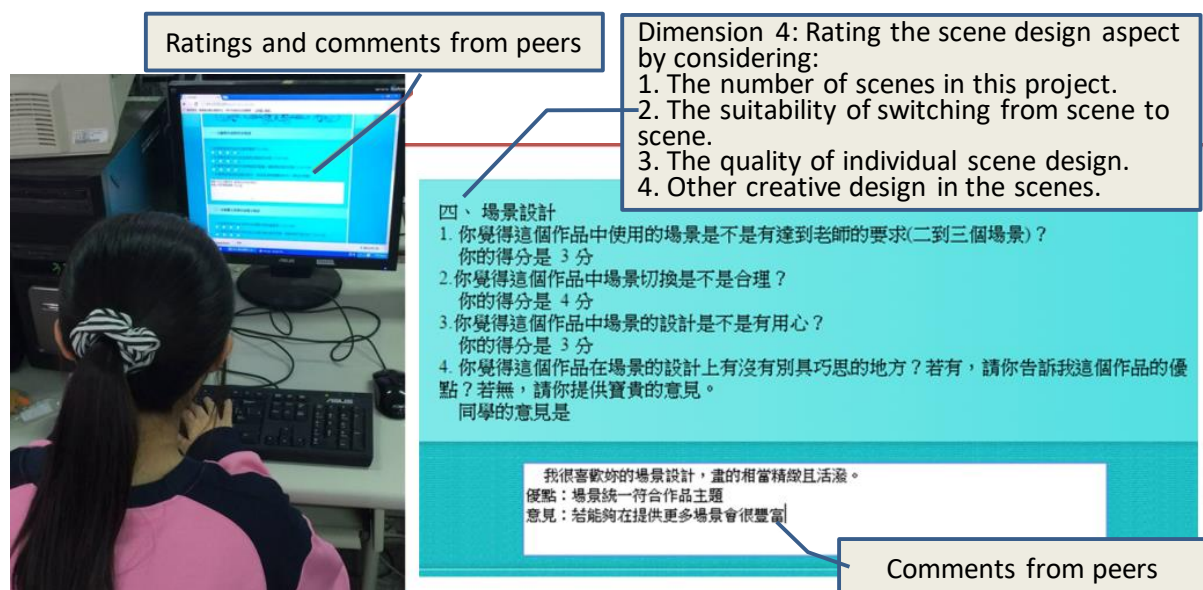 Ratings and comments from peers
Dimension 4: Rating the scene design aspect
by considering:
1. The number of scenes in this project.
2. The suitability of switching from scene to
scene.
3. The quality of individual scene design.
4. Other creative design in the scenes.
四、場景設計
1. 你覺得這個作品中使用的場景是不是有達到老師的要求(二到三個場景)？
你的得分是 3 分
2.你覺得這個作品中場景切換是不是合理？
你的得分是 4 分
3.你覺得這個作品中場景的設計是不是有用心？
你的得分是 3 分
4. 你覺得這個作品在場景的設計上有沒有別具巧思的地方？若有，請你告訴我這個作品的優
點？若無，請你提供寶貴的意見。
同學的意見是
我很喜歡妳的場景設計，畫的相當精緻且活潑。
優點：場景統一符合作品主題
意見：若能夠在提供更多場景會很豐富
Comments from peers
ASUS